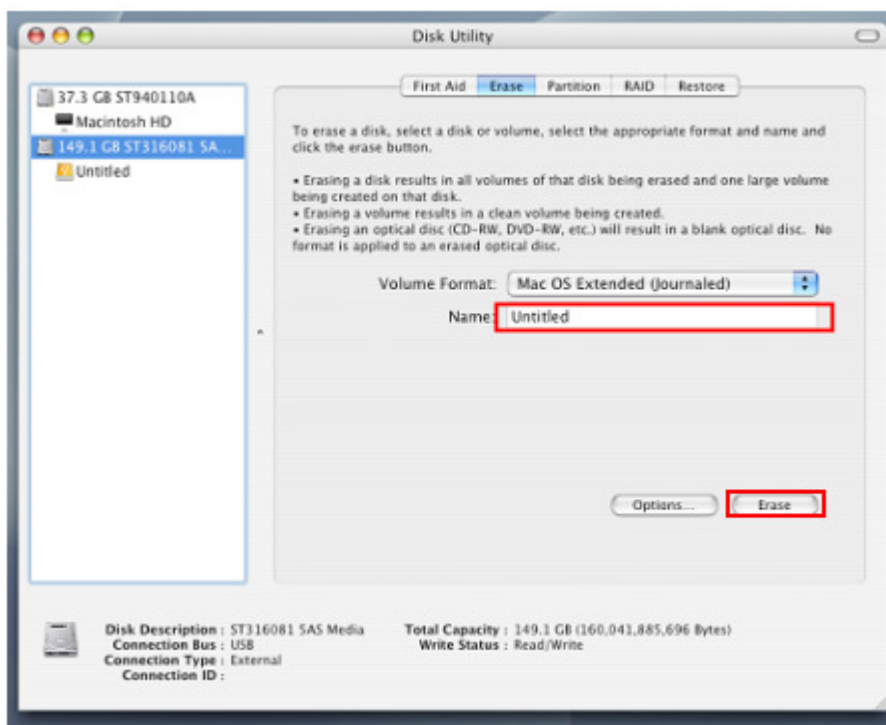 Disk Utility
37.3 GB ST940110A
Macintosh HD
149.1 GB ST316081 5A...
Untitled
First Aid Erase Partition RAID Restore
To erase a disk, select a disk or volume, select the appropriate format and name and
click the erase button.
• Erasing a disk results in all volumes of that disk being erased and one large volume
being created on that disk.
• Erasing a volume results in a clean volume being created.
• Erasing an optical disc (CD-RW, DVD-RW, etc.) will result in a blank optical disc. No
format is applied to an erased optical disc.
Volume Format: Mac OS Extended (Journaled)
Name: Untitled
Options... Erase
Disk Description : ST316081 5AS Media Total Capacity : 149.1 GB (160,041,885,696 Bytes)
Connection Bus : USB Write Status : Read/Write
Connection Type : External
Connection ID :